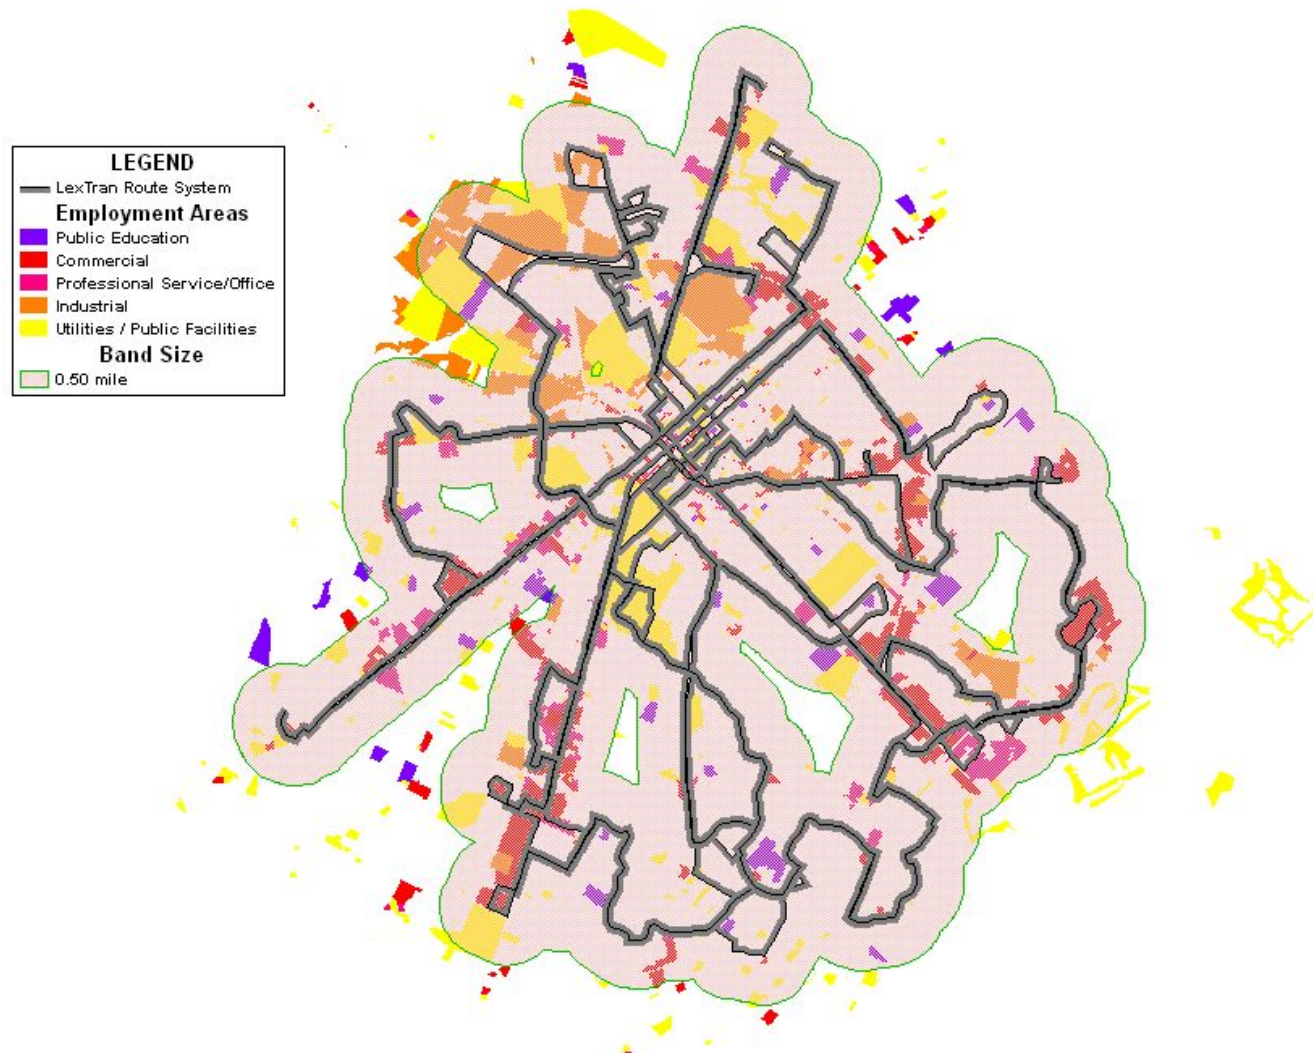 LEGEND
LexTran Route System
Employment Areas
Public Education
Commercial
Professional Service/Office
Industrial
Utilities / Public Facilities
Band Size
0.50 mile